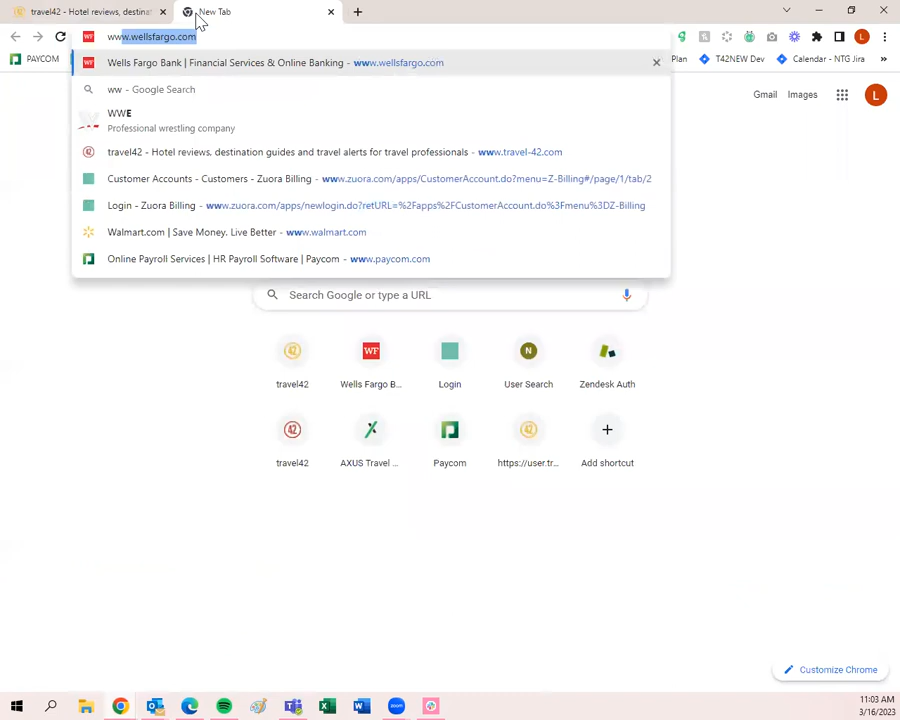 travel42 - Hotel reviews, destinat
New Tab
www.wellsfargo.com
Wells Fargo Bank | Financial Services & Online Banking - www.wellsfargo.com
ww - Google Search
WWE
Professional wrestling company
travel42 - Hotel reviews, destination guides and travel alerts for travel professionals - www.travel-42.com
Customer Accounts - Customers - Zuora Billing - www.zuora.com/apps/CustomerAccount.do?menu=Z-Billing#/page/1/tab/2
Login - Zuora Billing - www.zuora.com/apps/newlogin.do?retURL=%2Fapps%2FCustomerAccount.do%3Fmenu%3DZ-Billing
Walmart.com | Save Money. Live Better - www.walmart.com
Online Payroll Services | HR Payroll Software | Paycom - www.paycom.com
PAYCOM
Plan
T42NEW Dev
Calendar - NTG Jira
»
Gmail
Images
L
L
Search Google or type a URL
travel42
Wells Fargo B...
Login
User Search
Zendesk Auth
travel42
AXUS Travel ...
Paycom
https://user.tr...
Add shortcut
Customize Chrome
11:03 AM
3/16/2023